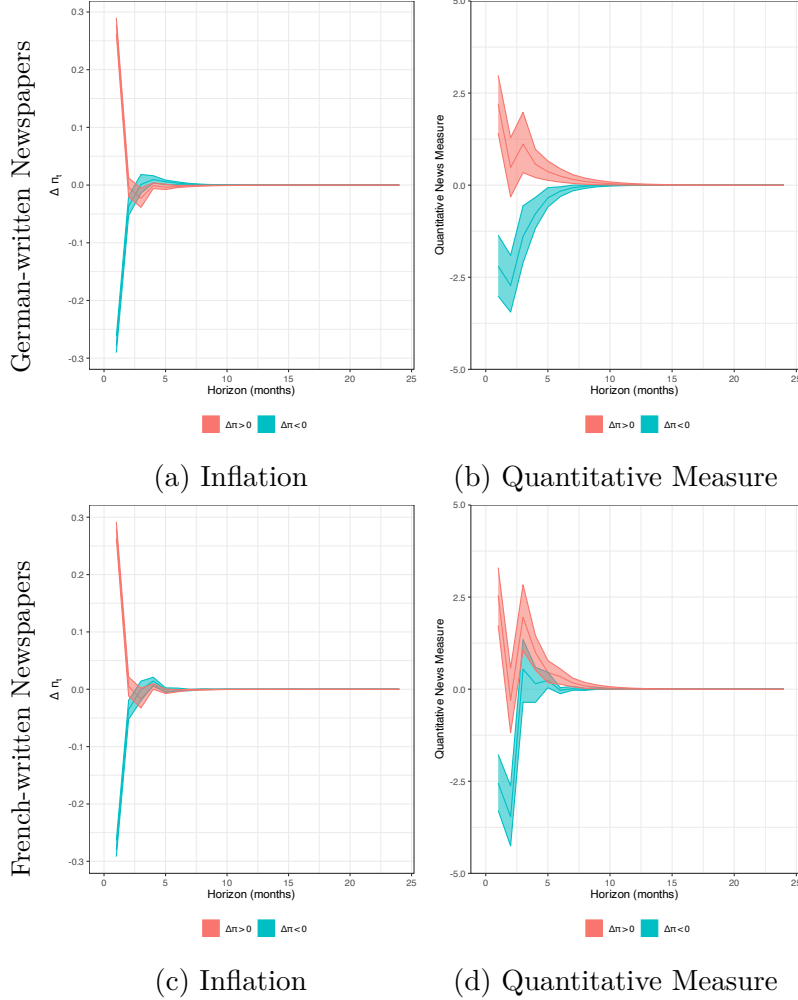 German-written Newspapers
Δ πt
0.3
0.2
0.1
0.0
-0.1
-0.2
-0.3
0
5
10
15
20
25
Horizon (months)
Δπ>0
Δπ<0
(a) Inflation
Quantitative News Measure
5.0
2.5
0.0
-2.5
-5.0
0
5
10
15
20
25
Horizon (months)
Δπ>0
Δπ<0
(b) Quantitative Measure
French-written Newspapers
Δ πt
0.3
0.2
0.1
0.0
-0.1
-0.2
-0.3
0
5
10
15
20
25
Horizon (months)
Δπ>0
Δπ<0
(c) Inflation
Quantitative News Measure
5.0
2.5
0.0
-2.5
-5.0
0
5
10
15
20
25
Horizon (months)
Δπ>0
Δπ<0
(d) Quantitative Measure